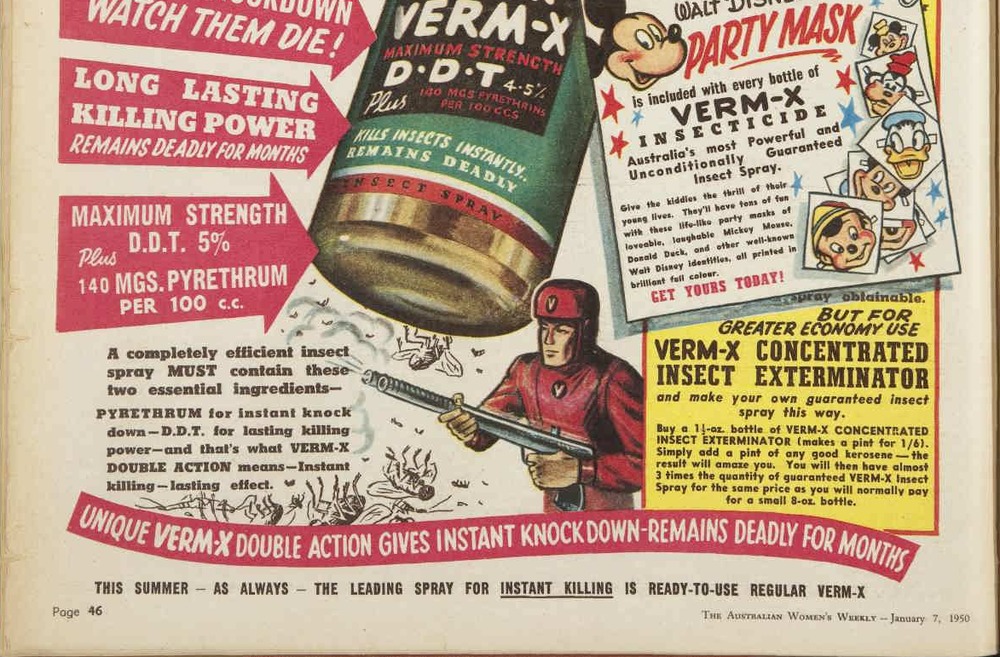 WATCH THEM DIE!
LONG LASTING
KILLING POWER
REMAINS DEADLY FOR MONTHS
MAXIMUM STRENGTH
D.D.T. 5%
Plus
140 MGS. PYRETHRUM
PER 100 c.c.
VERM-X
MAXIMUM STRENGTH
D·D·T 4·5%
Plus 140 MGS PYRETHRINS
PER 100 CCS
KILLS INSECTS INSTANTLY..
REMAINS DEADLY
INSECT SPRAY
WALT
PARTY MASK
is included with every bottle of
VERM-X
INSECTICIDE
Australia's most Powerful and
Unconditionally Guaranteed
Insect Spray.
Give the kiddies the thrill of their
young lives. They'll have tons of fun
with these life-like party masks of
loveable, laughable Mickey Mouse,
Donald Duck, and other well-known
Walt Disney identities, all printed in
brilliant full colour.
GET YOURS TODAY!
spray obtainable.
BUT FOR
GREATER ECONOMY USE
VERM-X CONCENTRATED
INSECT EXTERMINATOR
and make your own guaranteed insect
spray this way.
Buy a 1½-oz. bottle of VERM-X CONCENTRATED
INSECT EXTERMINATOR (makes a pint for 1/6).
Simply add a pint of any good kerosene—the
result will amaze you. You will then have almost
3 times the quantity of guaranteed VERM-X Insect
Spray for the same price as you will normally pay
for a small 8-oz. bottle.
A completely efficient insect
spray MUST contain these
two essential ingredients—
PYRETHRUM for instant knock
down—D.D.T. for lasting killing
power—and that's what VERM-X
DOUBLE ACTION means—Instant
killing—lasting effect.
V
V
UNIQUE VERM-X DOUBLE ACTION GIVES INSTANT KNOCKDOWN-REMAINS DEADLY FOR MONTHS
THIS SUMMER — AS ALWAYS — THE LEADING SPRAY FOR INSTANT KILLING IS READY-TO-USE REGULAR VERM-X
Page 46
THE AUSTRALIAN WOMEN'S WEEKLY — January 7, 1950